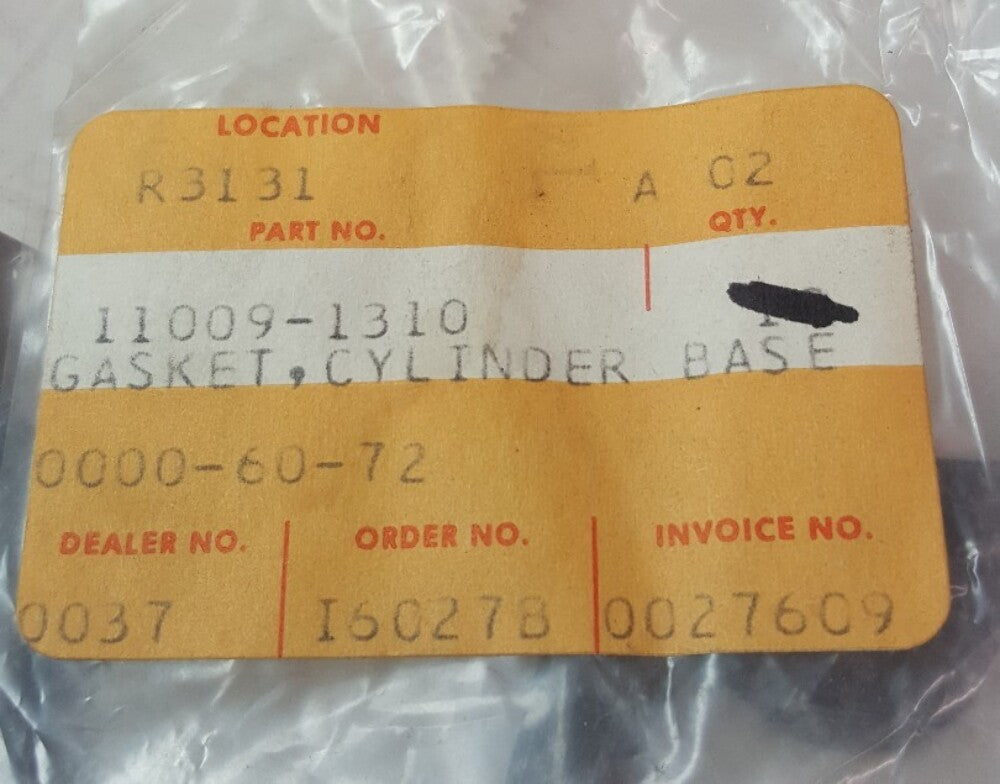 LOCATION
R3131 A 02
PART NO. QTY.
11009-1310
GASKET, CYLINDER BASE
0000-60-72
DEALER NO. ORDER NO. INVOICE NO.
0037 I60278 0027609